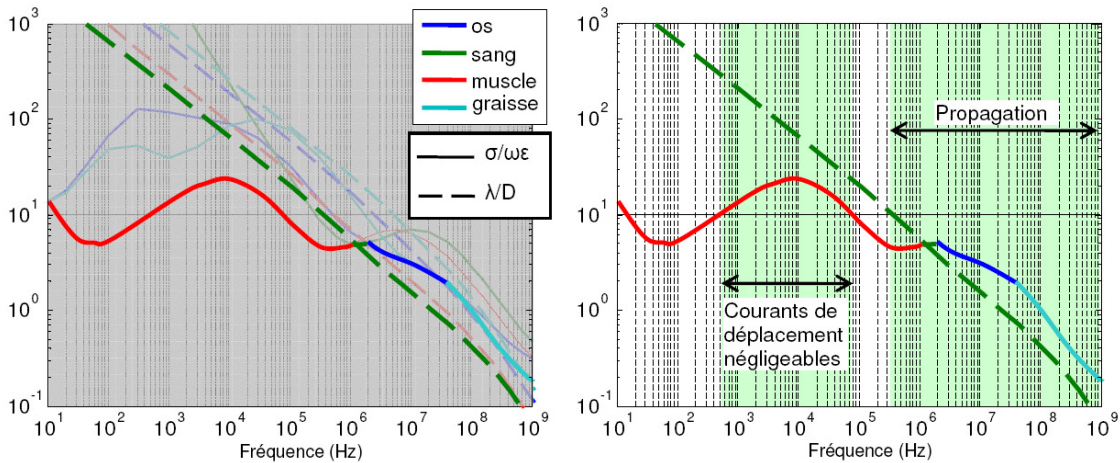 10³
10²
10¹
10⁰
10⁻¹
10¹ 10² 10³ 10⁴ 10⁵ 10⁶ 10⁷ 10⁸ 10⁹
Fréquence (Hz)
os
sang
muscle
graisse
σ/ωε
λ/D
10³
10²
10¹
10⁰
10⁻¹
10¹ 10² 10³ 10⁴ 10⁵ 10⁶ 10⁷ 10⁸ 10⁹
Fréquence (Hz)
Propagation
Courants de
déplacement
négligeables